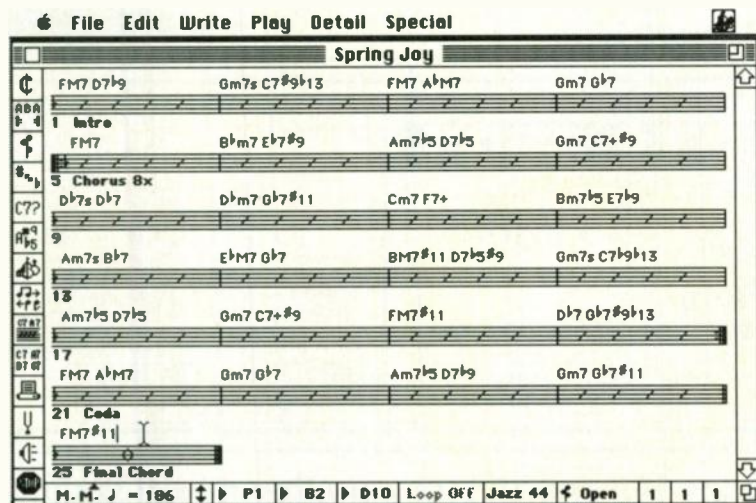 File Edit Write Play Detail Special
Spring Joy
FM7 D7♭9 Gm7s C7♯9♭13 FM7 A♭M7 Gm7 G♭7
1 Intro
FM7 B♭m7 E♭7♯9 Am7♭5 D7♭5 Gm7 C7+♯9
5 Chorus 8x
D♭7s D♭7 D♭m7 G♭7♯11 Cm7 F7+ Bm7♭5 E7♭9
9
Am7s B♭7 E♭M7 G♭7 BM7♯11 D7♭5♯9 Gm7s C7♭9♭13
13
Am7♭5 D7♭5 Gm7 C7+♯9 FM7♯11 D♭7 G♭7♯9♭13
17
FM7 A♭M7 Gm7 G♭7 Am7♭5 D7♭9 Gm7 G♭7♯11
21 Coda
FM7♯11
25 Final Chord
M.M. ♩ = 186 P1 B2 D10 Loop Off Jazz 44 Open 1 1 1
ABA
C7?